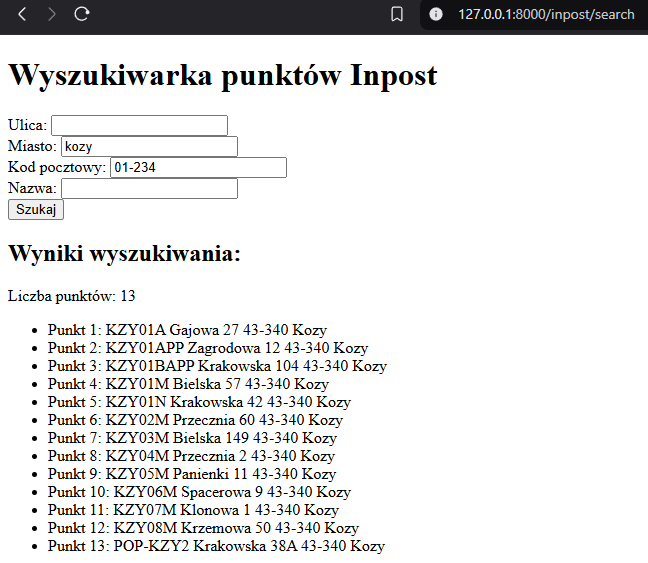 127.0.0.1:8000/inpost/search
Wyszukiwarka punktów Inpost
Ulica:
Miasto: kozy
Kod pocztowy: 01-234
Nazwa:
Szukaj
Wyniki wyszukiwania:
Liczba punktów: 13
• Punkt 1: KZY01A Gajowa 27 43-340 Kozy
• Punkt 2: KZY01APP Zagrodowa 12 43-340 Kozy
• Punkt 3: KZY01BAPP Krakowska 104 43-340 Kozy
• Punkt 4: KZY01M Bielska 57 43-340 Kozy
• Punkt 5: KZY01N Krakowska 42 43-340 Kozy
• Punkt 6: KZY02M Przecznia 60 43-340 Kozy
• Punkt 7: KZY03M Bielska 149 43-340 Kozy
• Punkt 8: KZY04M Przecznia 2 43-340 Kozy
• Punkt 9: KZY05M Panienki 11 43-340 Kozy
• Punkt 10: KZY06M Spacerowa 9 43-340 Kozy
• Punkt 11: KZY07M Klonowa 1 43-340 Kozy
• Punkt 12: KZY08M Krzemowa 50 43-340 Kozy
• Punkt 13: POP-KZY2 Krakowska 38A 43-340 Kozy